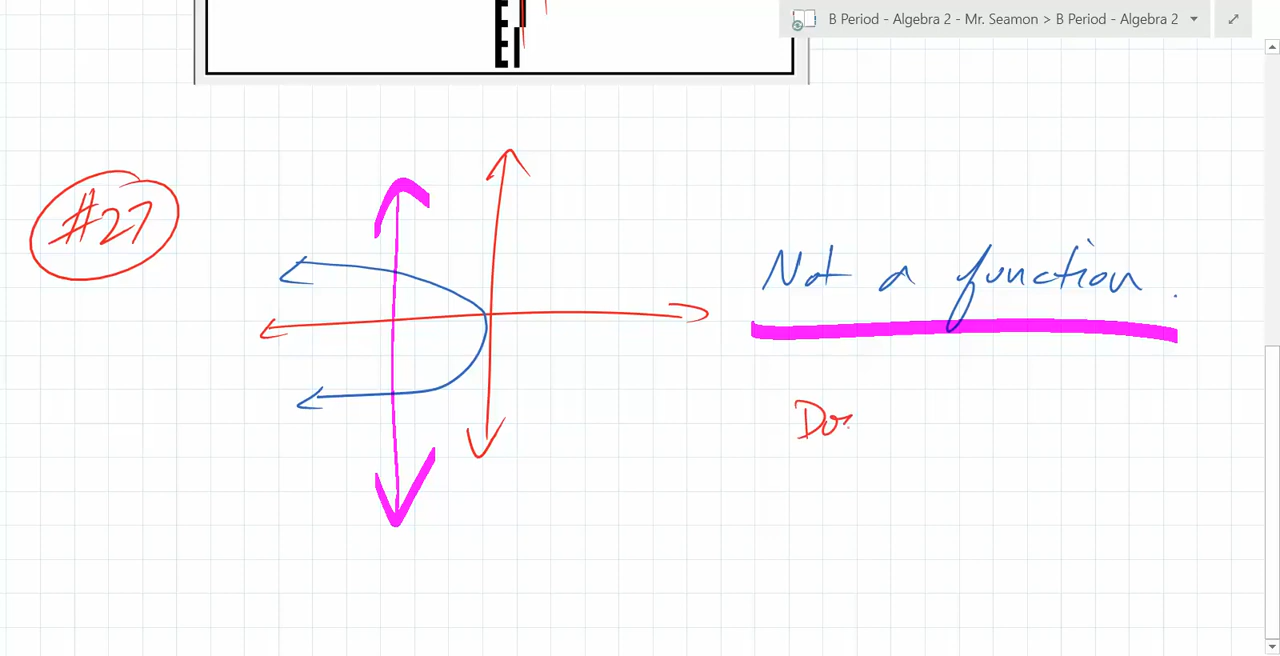 B Period - Algebra 2 - Mr. Seamon > B Period - Algebra 2
#27
Not a function.
Do